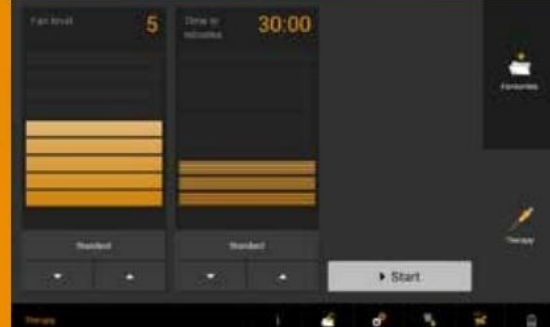 Fan level
5
Time in
minutes
30:00
Favourites
Standard
Standard
Start
Therapy
Therapy